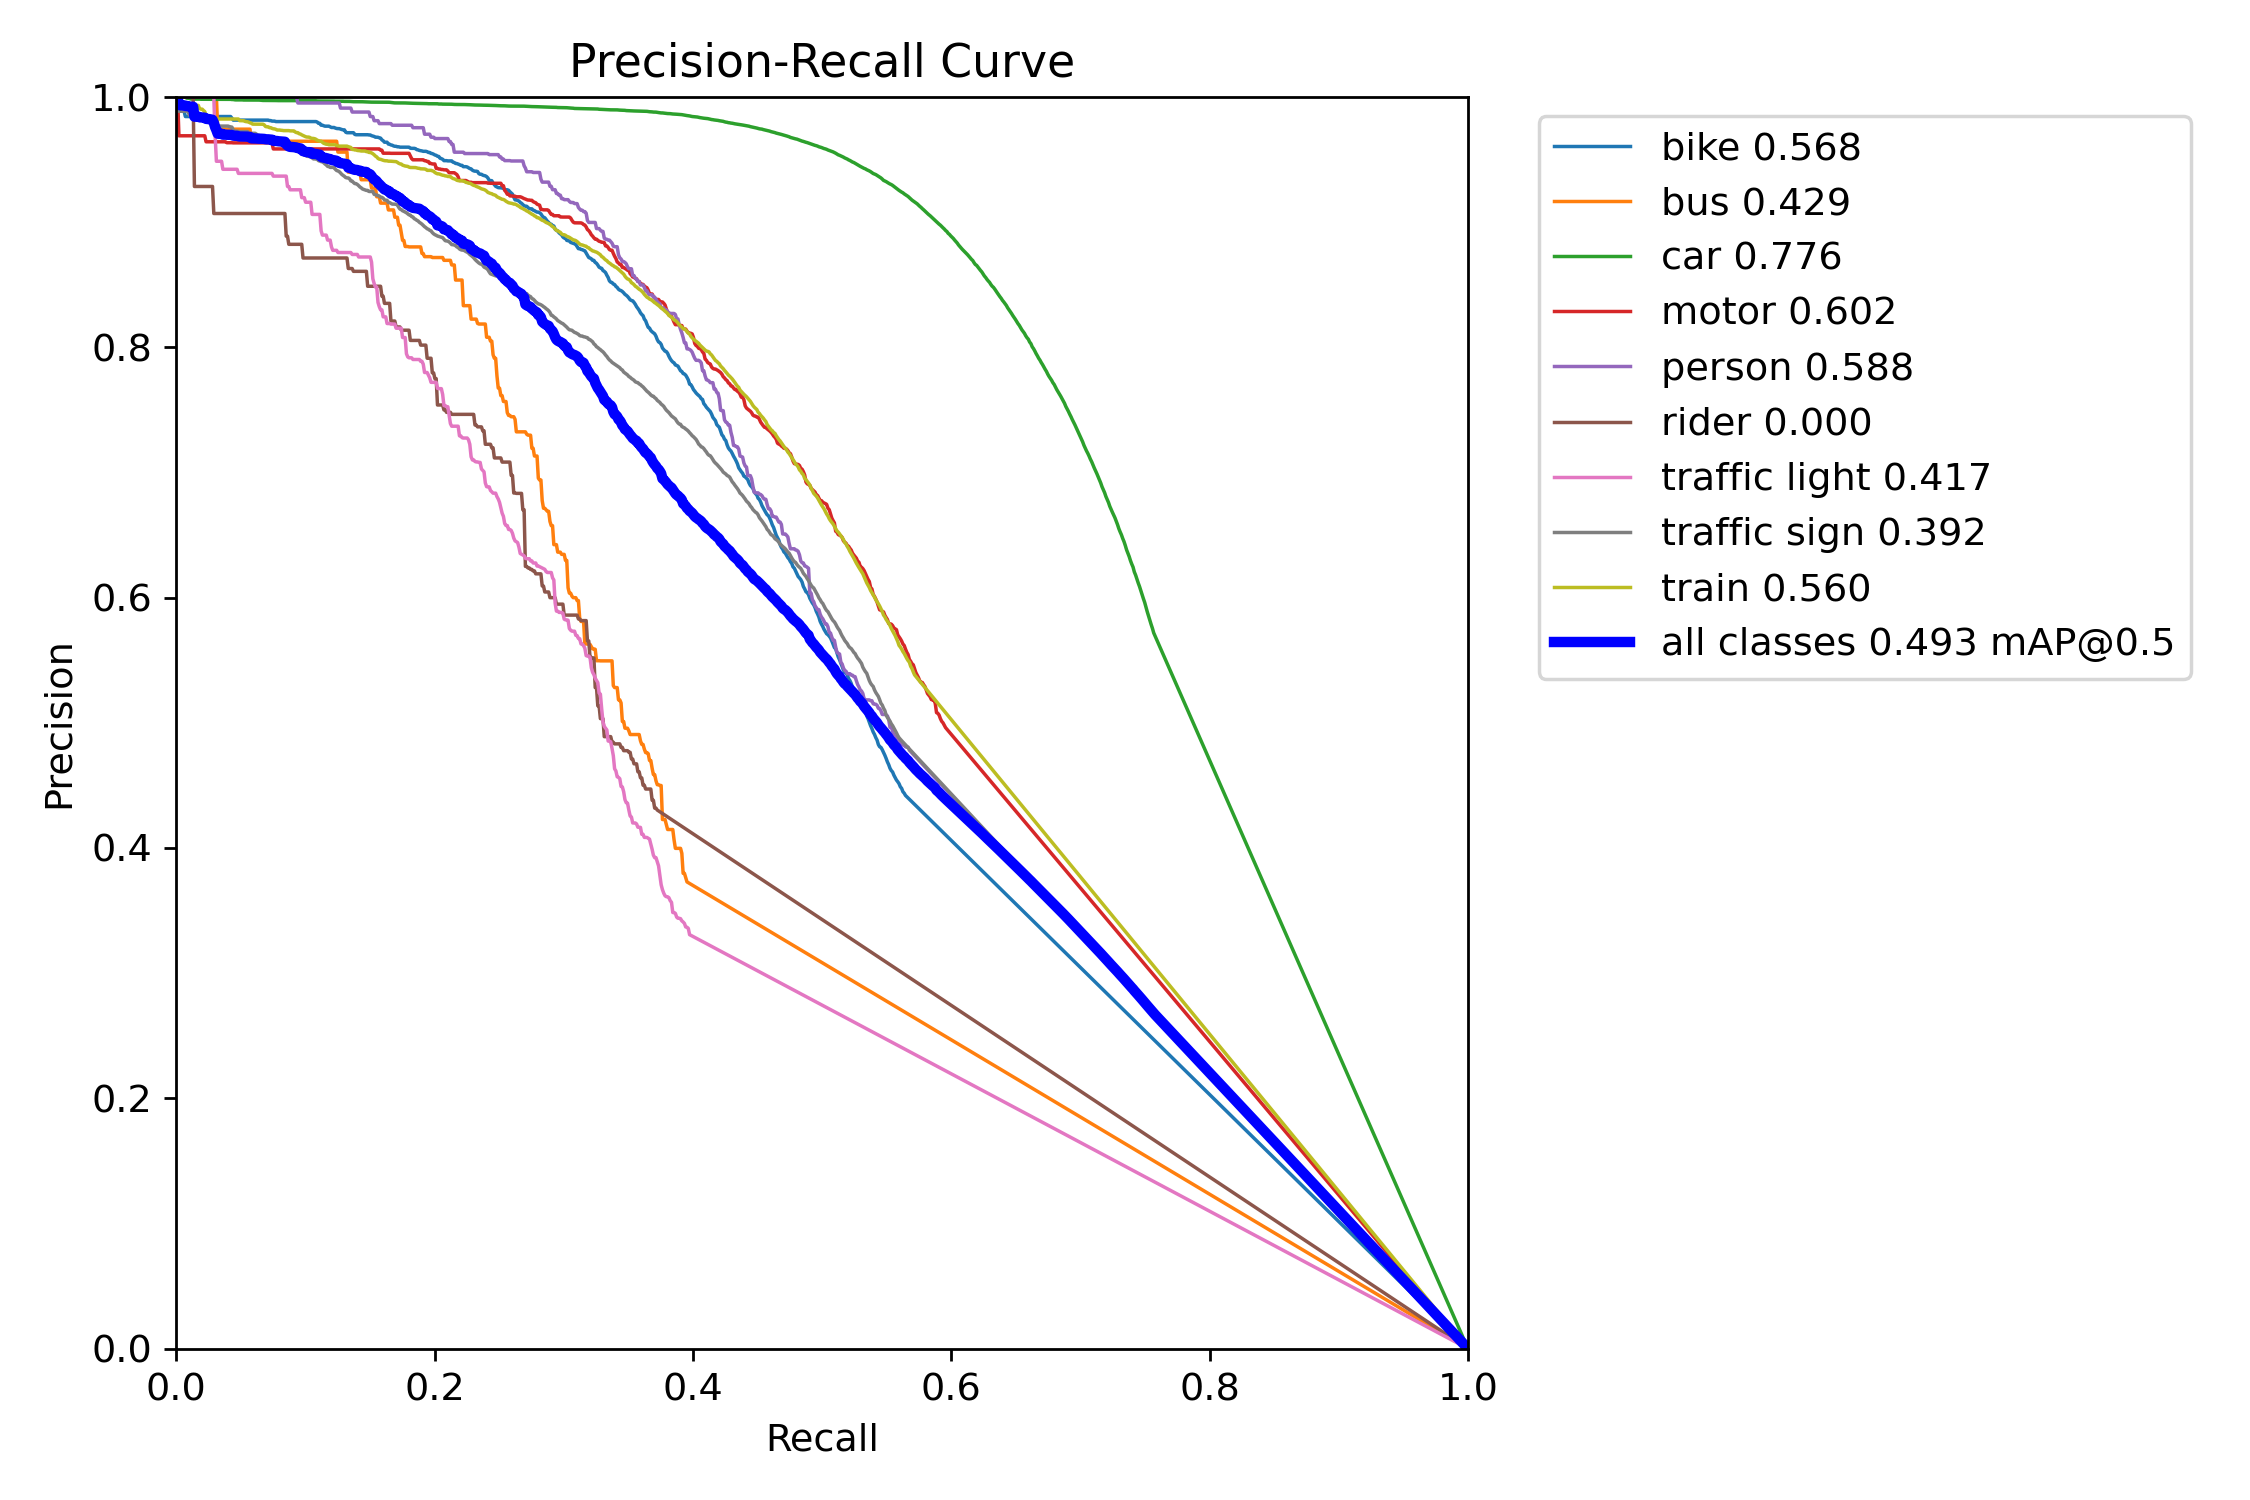 Precision-Recall Curve
1.0
0.8
0.6
0.4
0.2
0.0
Precision
0.0 0.2 0.4 0.6 0.8 1.0
Recall
bike 0.568
bus 0.429
car 0.776
motor 0.602
person 0.588
rider 0.000
traffic light 0.417
traffic sign 0.392
train 0.560
all classes 0.493 mAP@0.5